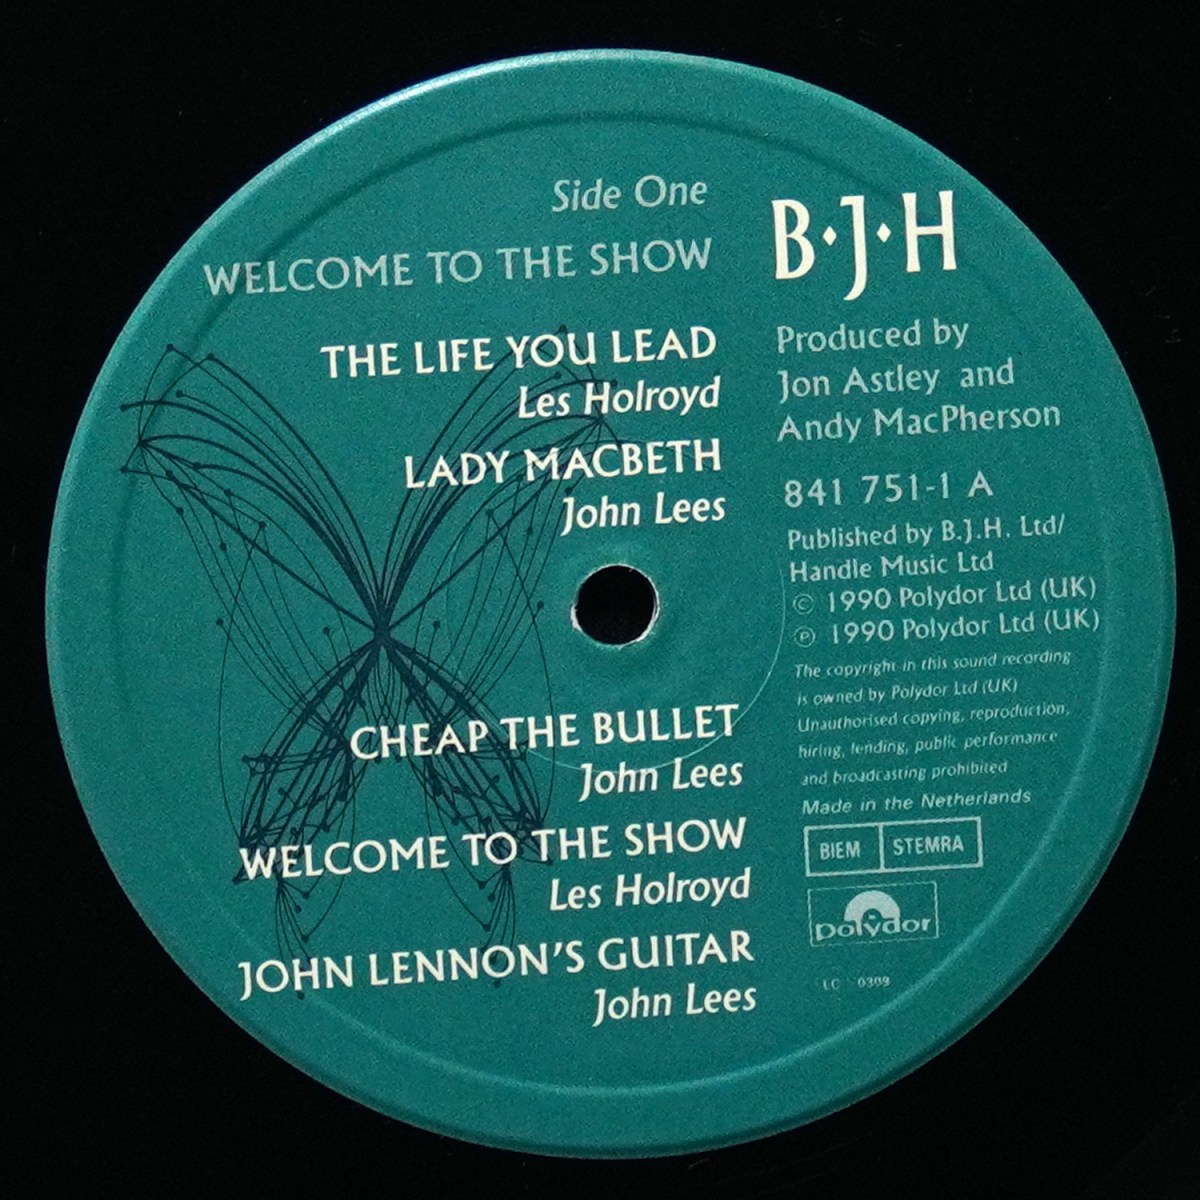 Side One
WELCOME TO THE SHOW
THE LIFE YOU LEAD
Les Holroyd
LADY MACBETH
John Lees
CHEAP THE BULLET
John Lees
WELCOME TO THE SHOW
Les Holroyd
JOHN LENNON'S GUITAR
John Lees
B·J·H
Produced by
Jon Astley and
Andy MacPherson
841 751-1 A
Published by B.J.H. Ltd/
Handle Music Ltd
© 1990 Polydor Ltd (UK)
℗ 1990 Polydor Ltd (UK)
The copyright in this sound recording
is owned by Polydor Ltd (UK)
Unauthorised copying, reproduction,
hiring, lending, public performance
and broadcasting prohibited
Made in the Netherlands
BIEM STEMRA
polydor
LC 0309